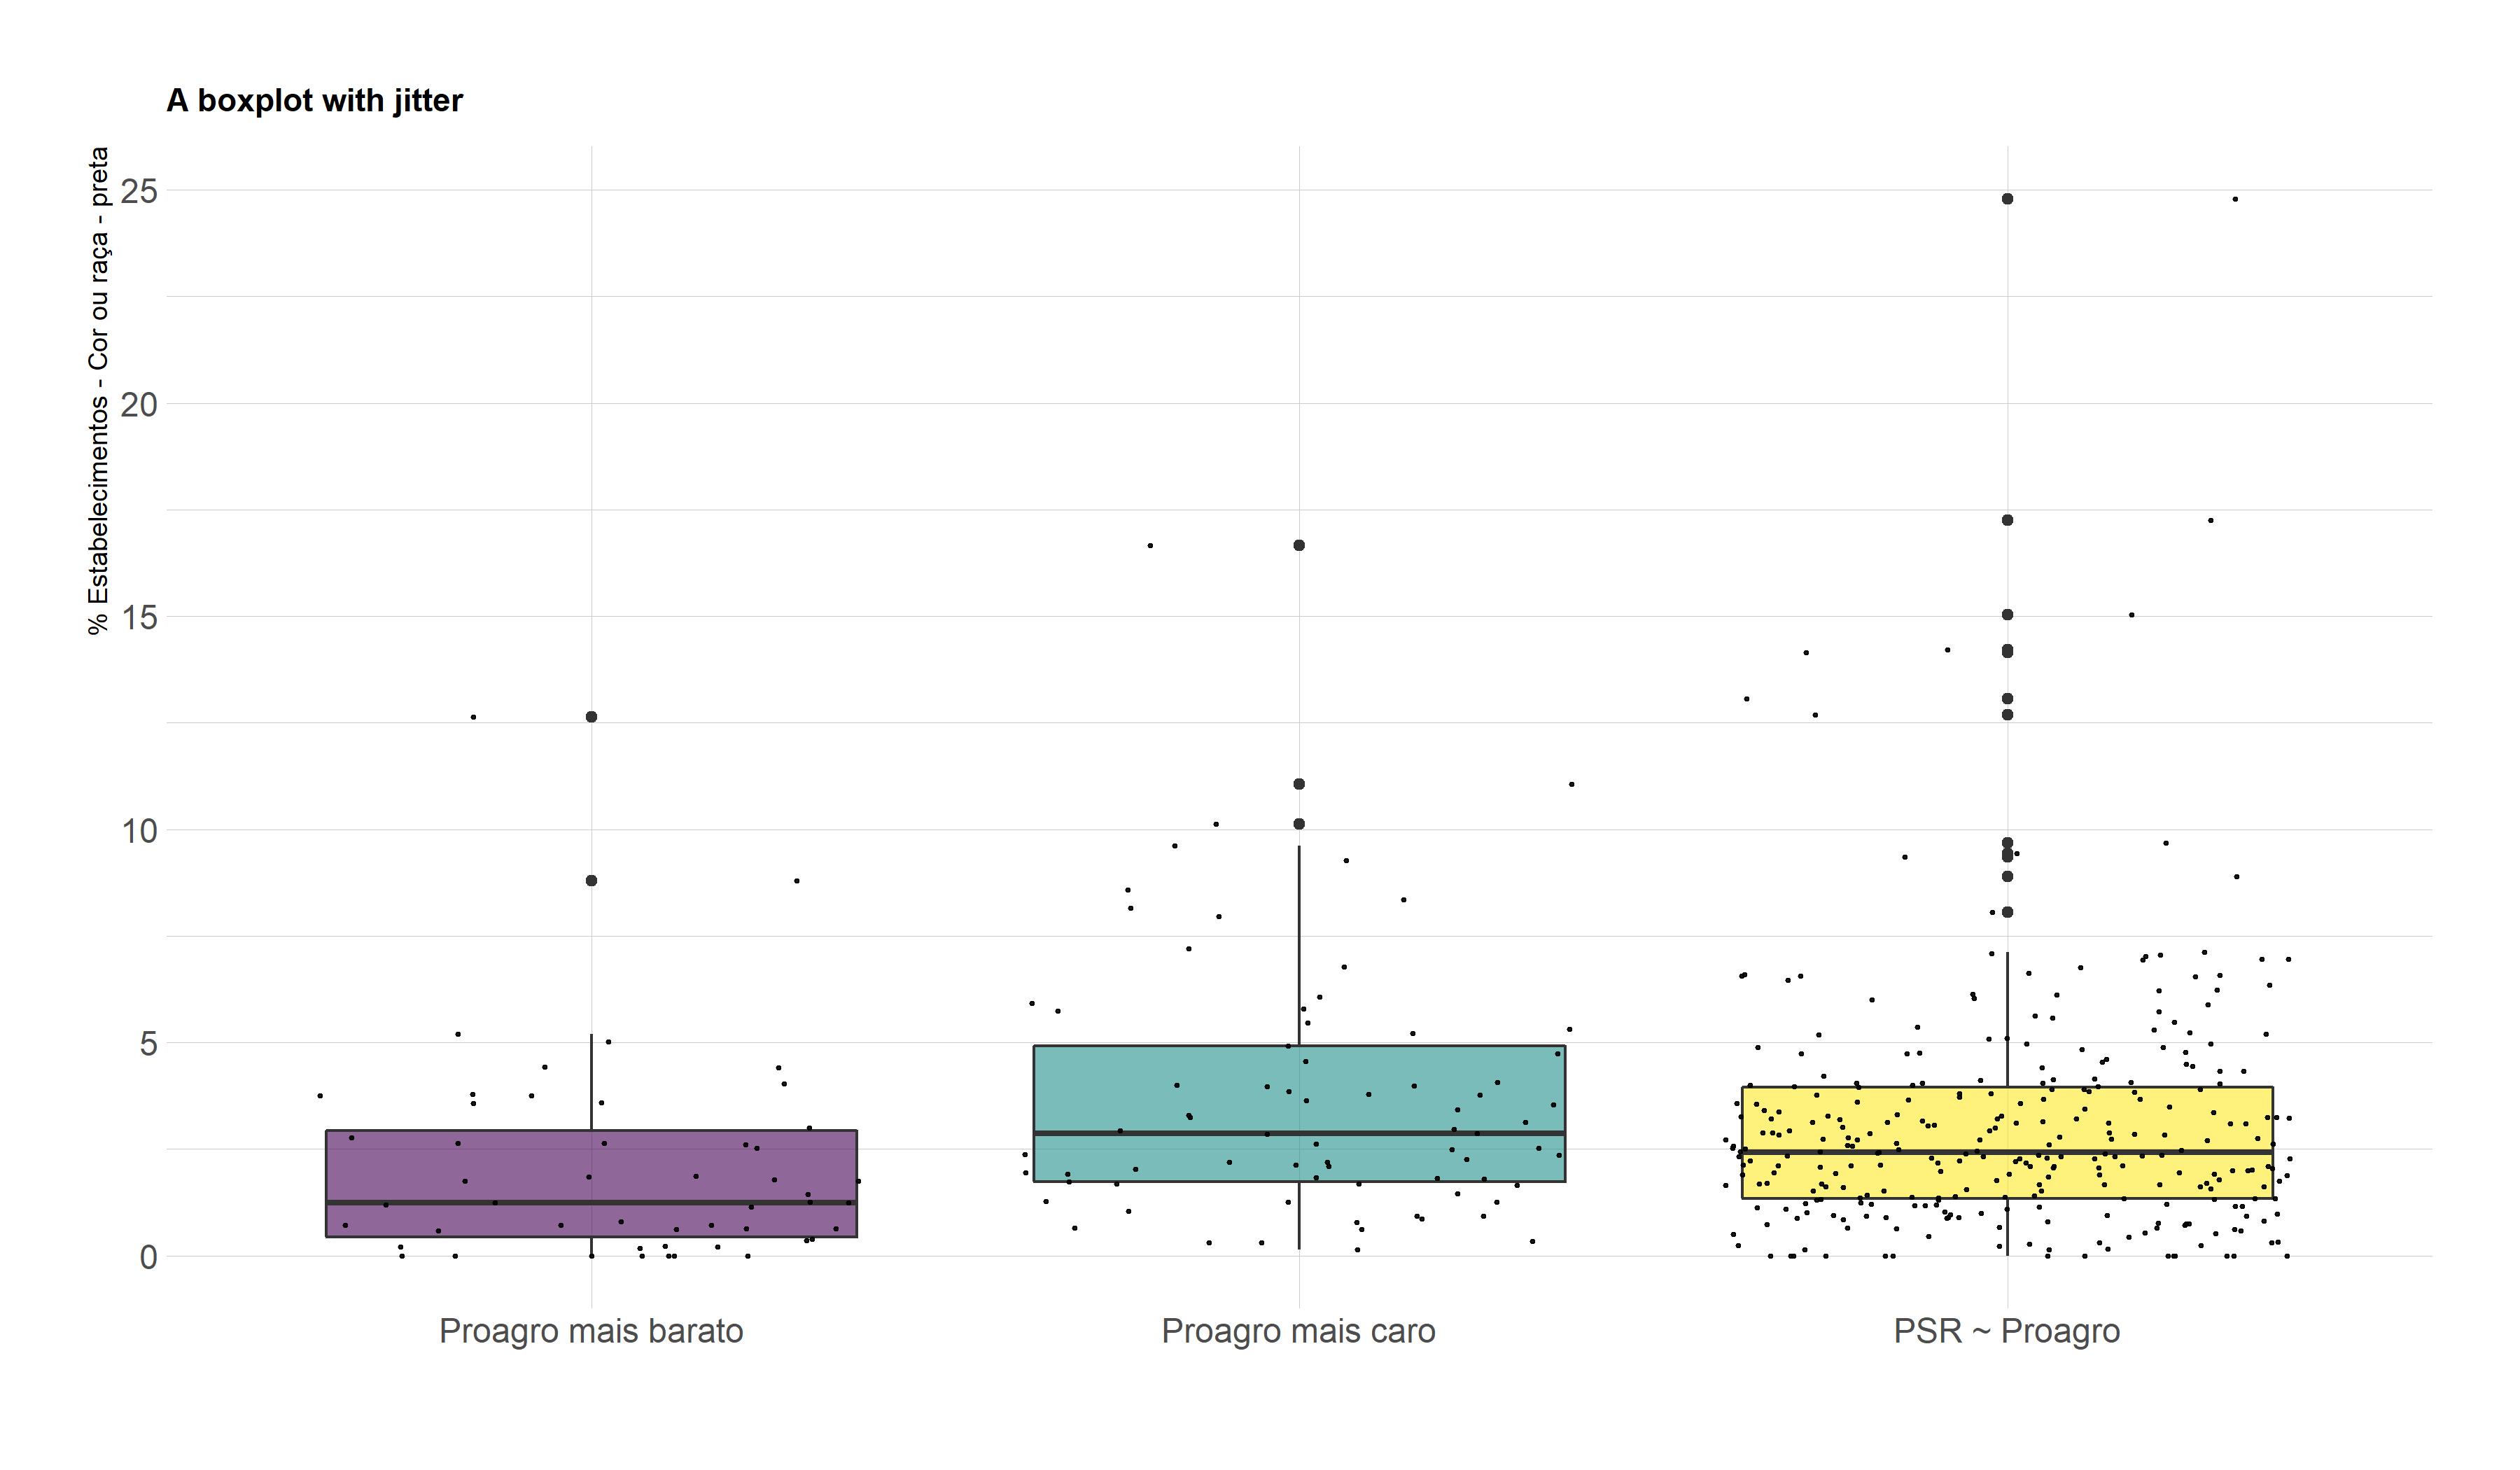 A boxplot with jitter
% Estabelecimentos - Cor ou raça - preta
25
20
15
10
5
0
Proagro mais barato
Proagro mais caro
PSR ~ Proagro